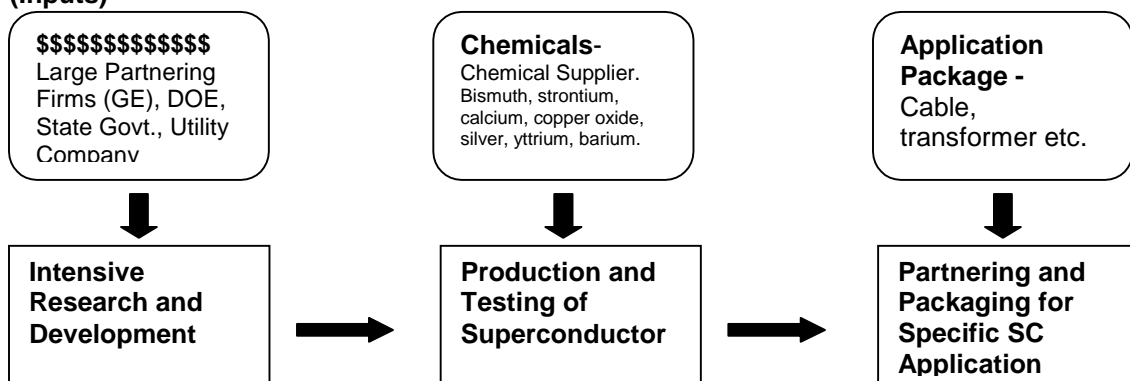 (Inputs)
$$$$$$$$$$$$$
Large Partnering
Firms (GE), DOE,
State Govt., Utility
Company
Chemicals-
Chemical Supplier.
Bismuth, strontium,
calcium, copper oxide,
silver, yttrium, barium.
Application
Package -
Cable,
transformer etc.
Intensive
Research and
Development
Production and
Testing of
Superconductor
Partnering and
Packaging for
Specific SC
Application